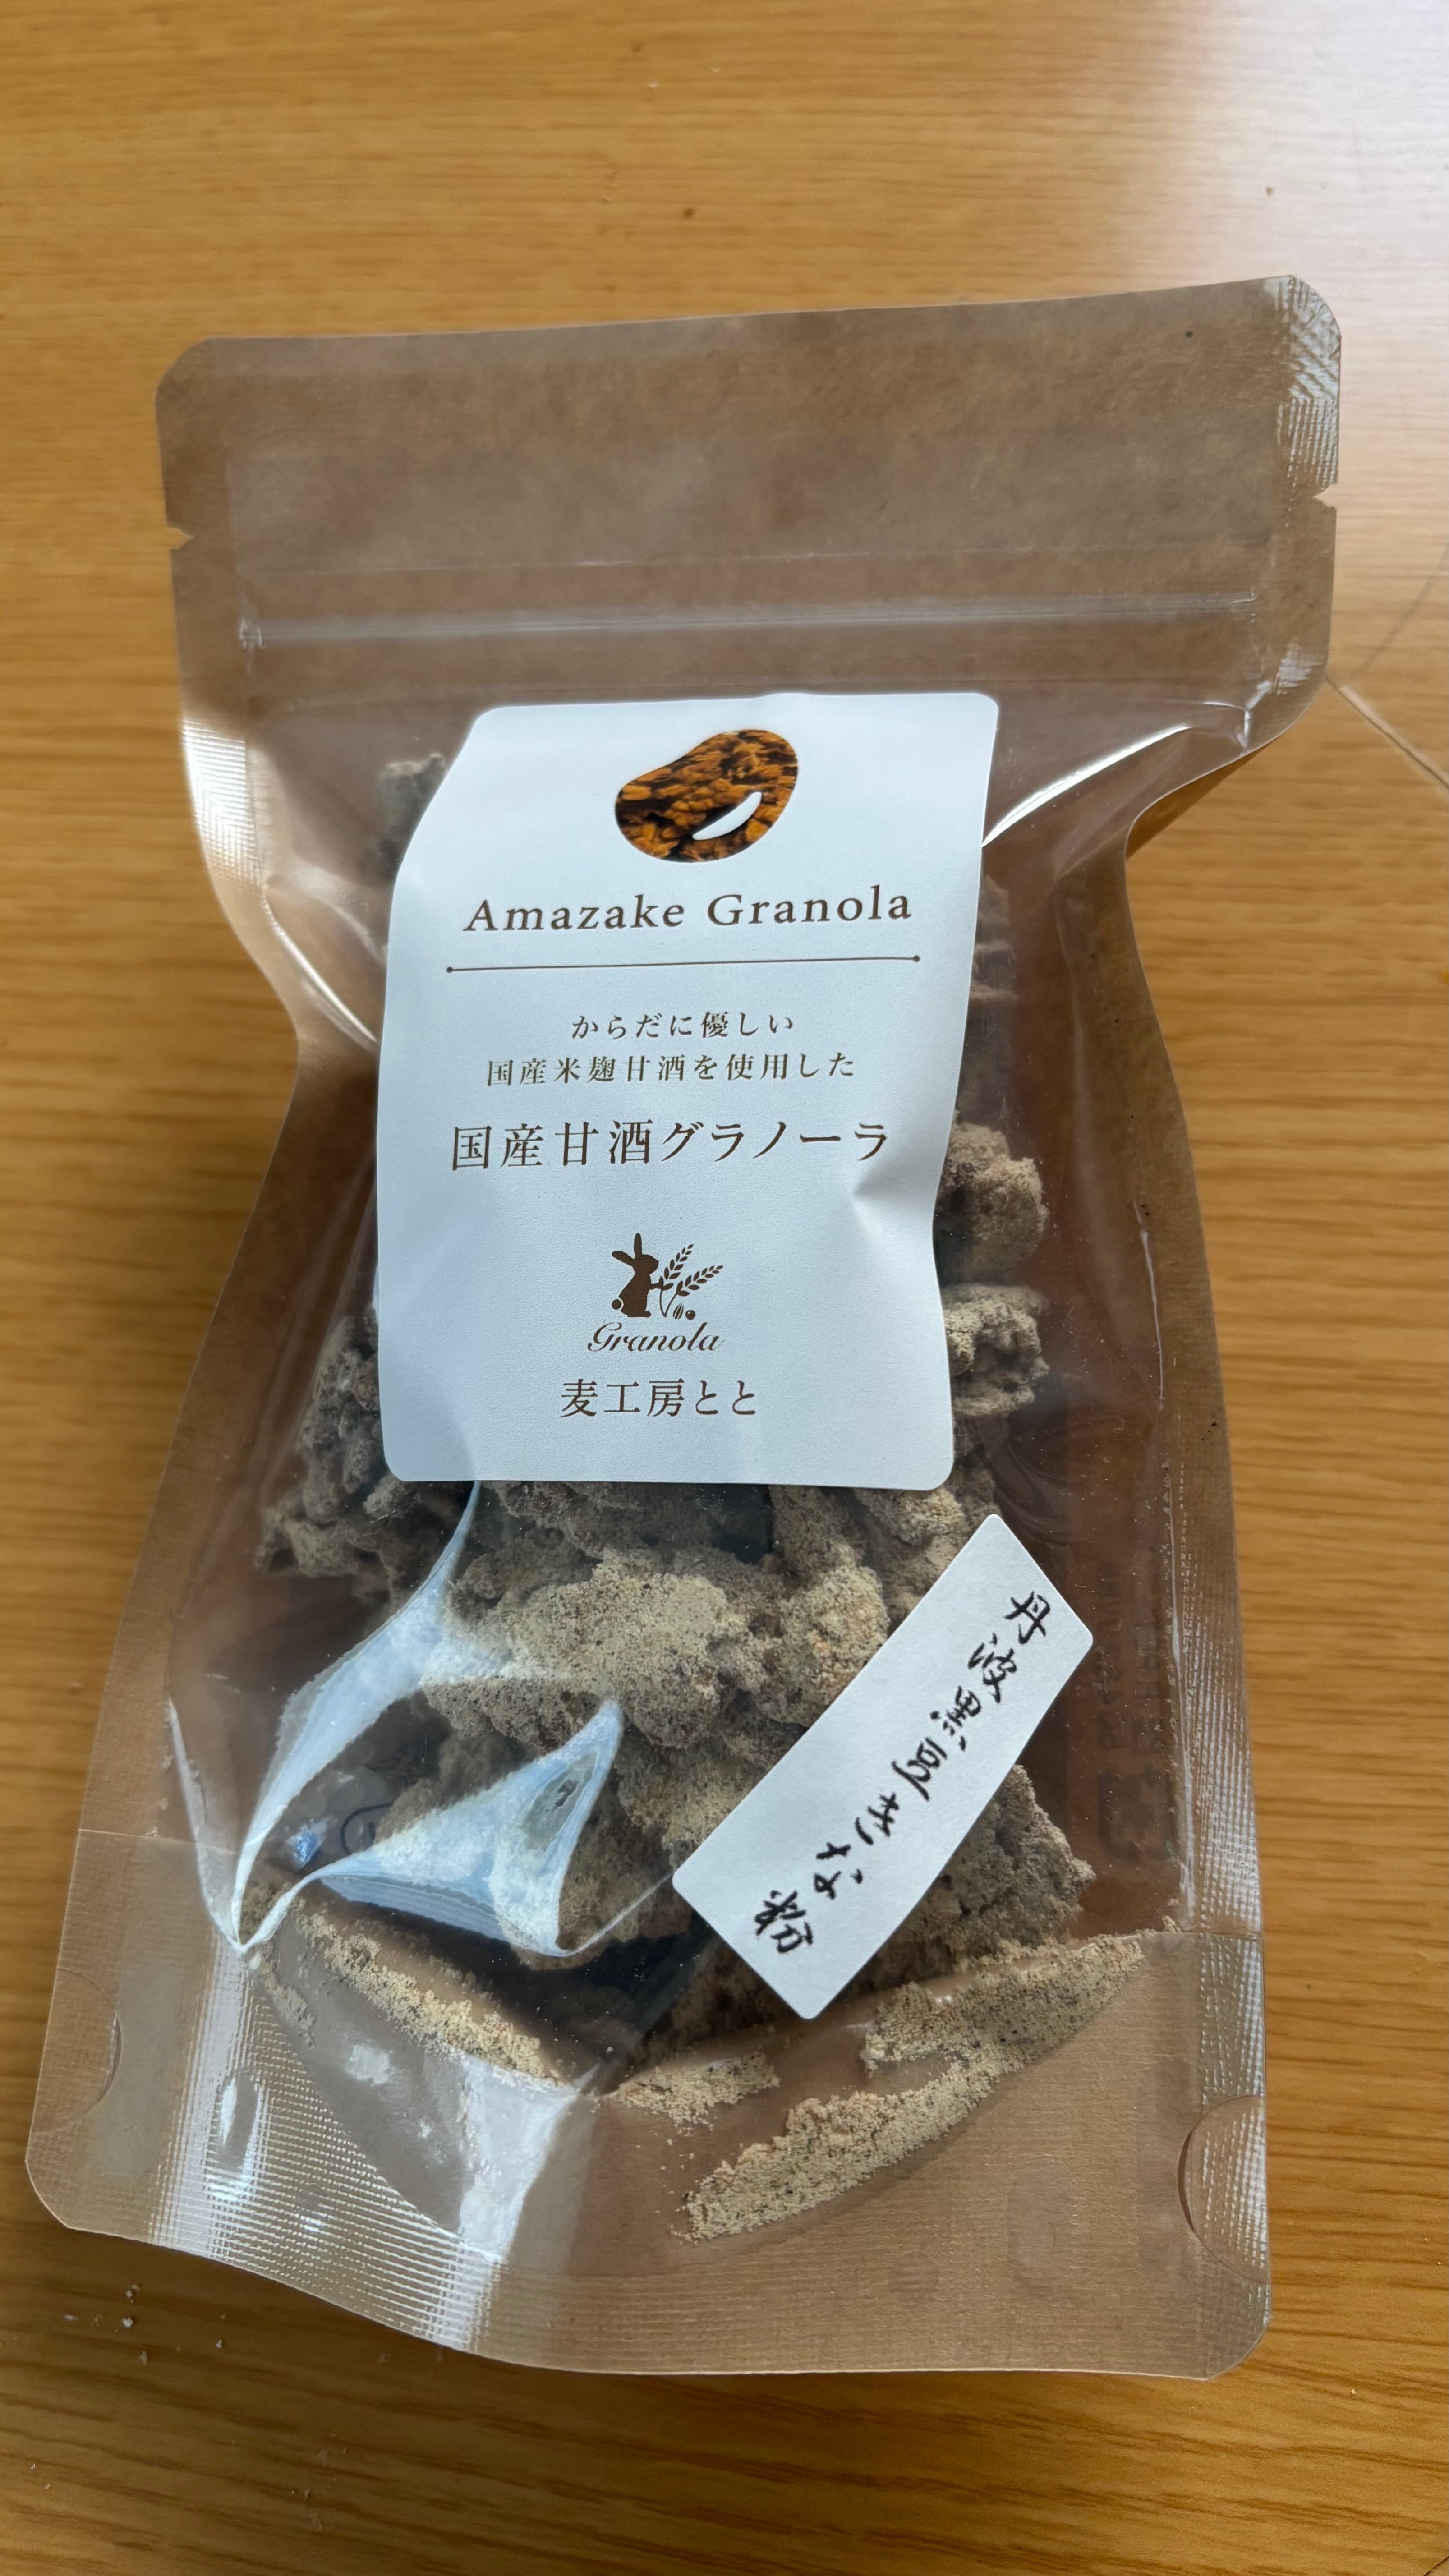 Amazake Granola
からだに優しい
国産米麹甘酒を使用した
国産甘酒グラノーラ
Granola
麦工房とと
丹波黒豆きな粉